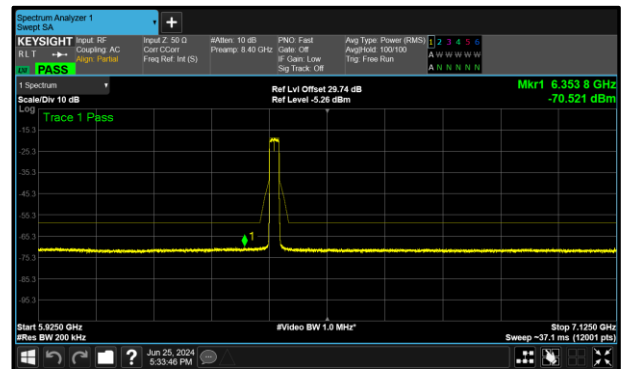 Spectrum Analyzer 1
Swept SA
+
KEYSIGHT Input: RF Input Z: 50 Ω #Atten: 10 dB PNO: Fast Avg Type: Power (RMS) 1 2 3 4 5 6
RLT Coupling: AC Corr CCorr Preamp: 8.40 GHz Gate: Off Avg|Hold: 100/100 A W W W W W
Align: Partial Freq Ref: Int (S) IF Gain: Low Trig: Free Run
PASS Sig Track: Off A N N N N N
1 Spectrum Ref Lvl Offset 29.74 dB Mkr1 6.353 8 GHz
Scale/Div 10 dB Ref Level -5.26 dBm -70.521 dBm
Log
Trace 1 Pass
-15.3
-25.3
-35.3
-45.3
-55.3
1
-65.3
-75.3
-85.3
-95.3
Start 5.9250 GHz #Video BW 1.0 MHz* Stop 7.1250 GHz
#Res BW 200 kHz Sweep ~37.1 ms (12001 pts)
? Jun 25, 2024
5:33:46 PM